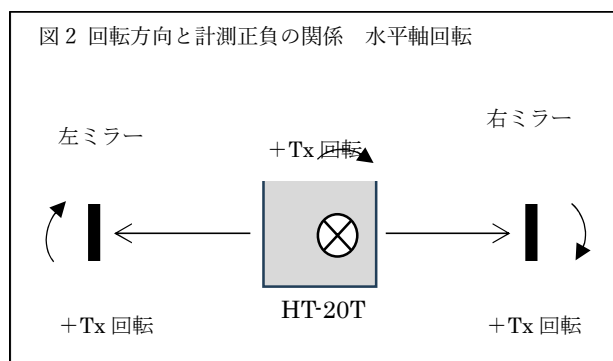 図2 回転方向と計測正負の関係　水平軸回転
左ミラー
右ミラー
＋Tx 回転
HT-20T
＋Tx 回転
＋Tx 回転